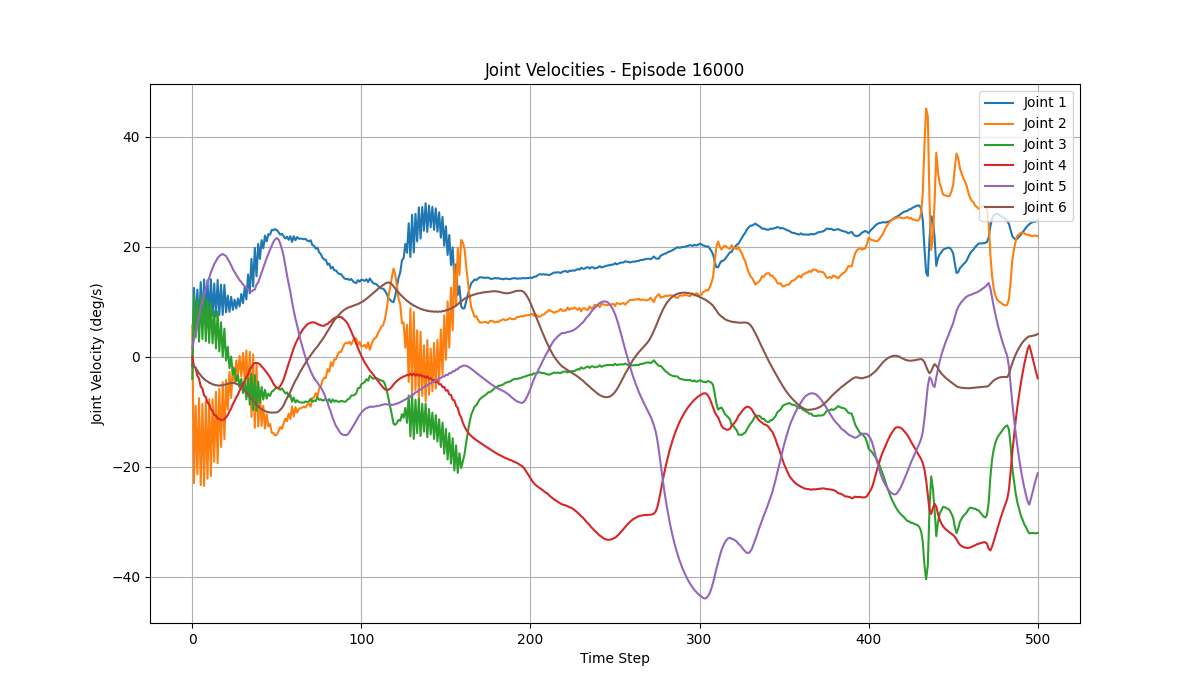 Joint Velocities - Episode 16000
Joint Velocity (deg/s)
40
20
0
−20
−40
Joint 1
Joint 2
Joint 3
Joint 4
Joint 5
Joint 6
0
100
200
300
400
500
Time Step